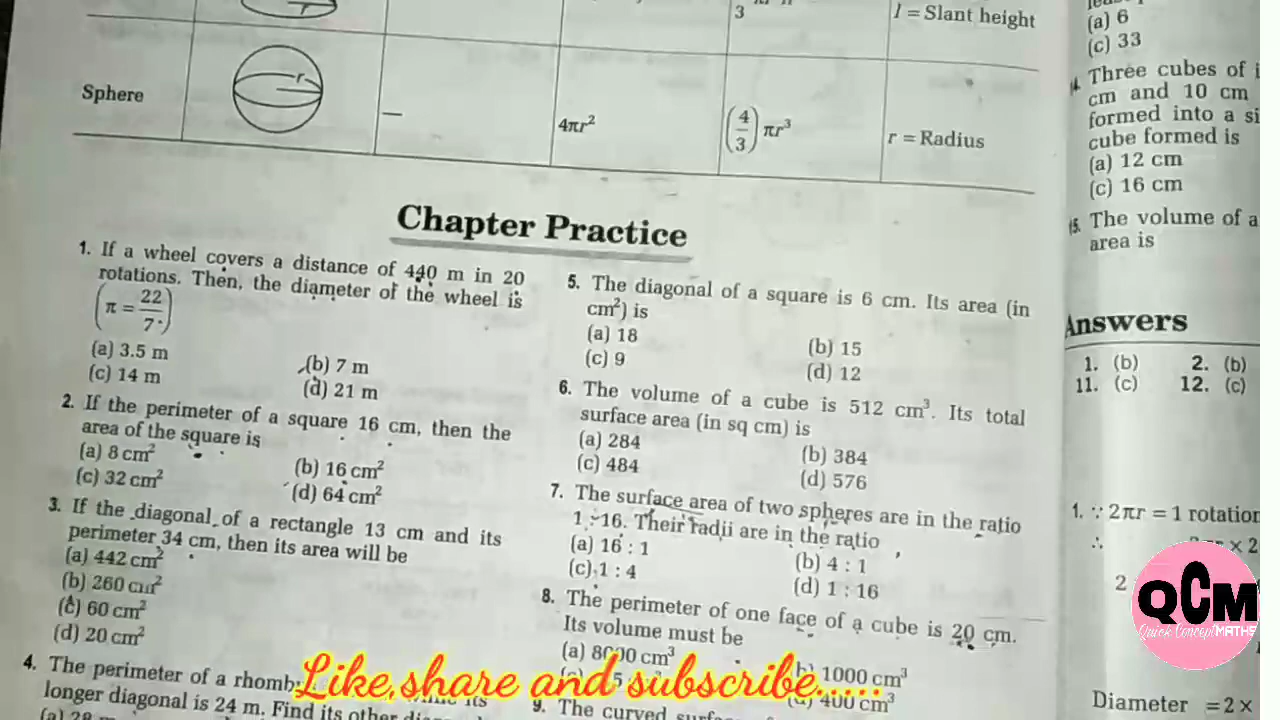 3
l = Slant height
Sphere
r
—
4πr²
(4/3) πr³
r = Radius
Chapter Practice
1. If a wheel covers a distance of 440 m in 20
rotations. Then, the diameter of the wheel is
(π = 22/7)
(a) 3.5 m
(b) 7 m
(c) 14 m
(d) 21 m
2. If the perimeter of a square 16 cm, then the
area of the square is
(a) 8 cm²
(b) 16 cm²
(c) 32 cm²
(d) 64 cm²
3. If the diagonal of a rectangle 13 cm and its
perimeter 34 cm, then its area will be
(a) 442 cm²
(b) 260 cm²
(c) 60 cm²
(d) 20 cm²
4. The perimeter of a
longer diagonal is 24 m. Find its other
5. The diagonal of a square is 6 cm. Its area (in
cm²) is
(a) 18
(b) 15
(c) 9
(d) 12
6. The volume of a cube is 512 cm³. Its total
surface area (in sq cm) is
(a) 284
(b) 384
(c) 484
(d) 576
7. The surface area of two spheres are in the ratio
1 : 16. Their radii are in the ratio
(a) 16 : 1
(b) 4 : 1
(c) 1 : 4
(d) 1 : 16
8. The perimeter of one face of a cube is 20 cm.
Its volume must be
(a) 8000 cm³
(b) 1000 cm³
(d) 400 cm³
9. The curved
(a) 6
(c) 33
Three cubes of
cm and 10 cm
formed into a
cube formed is
(a) 12 cm
(c) 16 cm
The volume of a
area is
Answers
1. (b) 2. (b)
11. (c) 12. (c)
1. ∵ 2πr = 1
∴
2
Diameter = 2 ×
QCM
Quick Concept MATHS
Like,share and subscribe.....